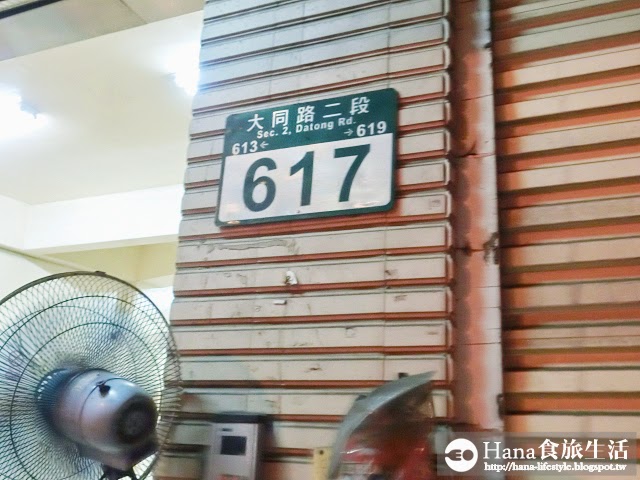 大同路二段
Sec. 2, Datong Rd.
613← →619
617
Hana食旅生活
http://hana-lifestyle.blogspot.tw